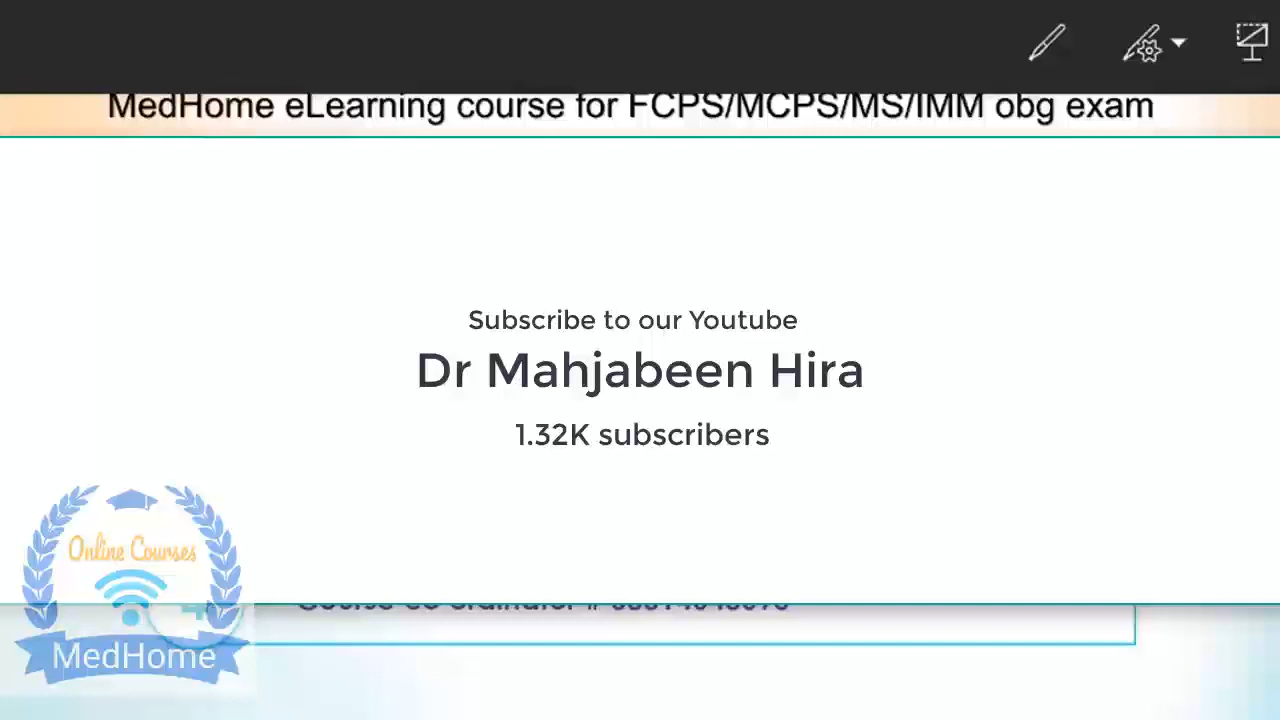 MedHome eLearning course for FCPS/MCPS/MS/IMM obg exam
Subscribe to our Youtube
Dr Mahjabeen Hira
1.32K subscribers
Online Courses
MedHome